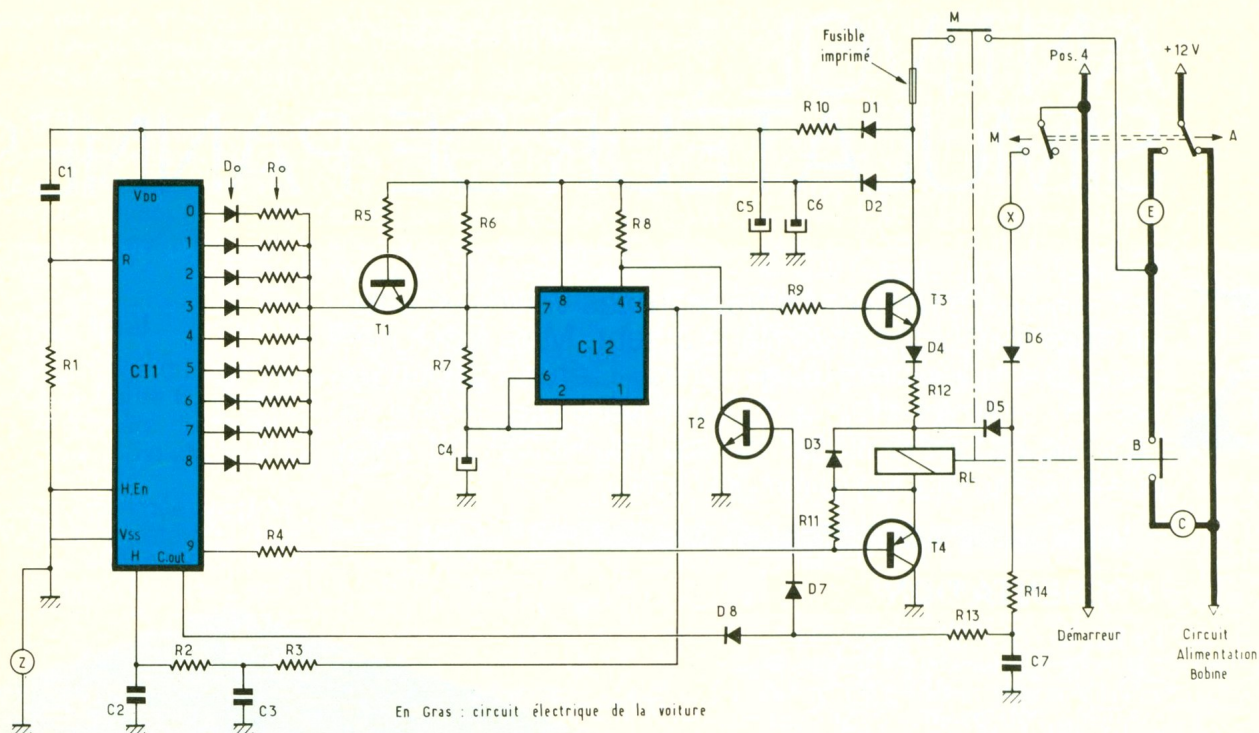 M
Fusible
imprimé
Pos. 4
+12 V
R 10
D1
M
A
C1
Do
Ro
VDD
0
R5
R6
R8
C5
C6
D2
E
X
1
R
2
3
T1
7
8
4
3
R9
T3
R1
CI1
4
R7
CI2
D4
D6
5
6
R12
6
2
1
7
T2
D5
B
8
C4
D3
RL
H,En
R11
C
VSS
9
R4
T4
H
C.out
R14
D7
D8
R13
Démarreur
Circuit
Alimentation
Bobine
Z
R2
R3
C7
C2
C3
En Gras : circuit électrique de la voiture